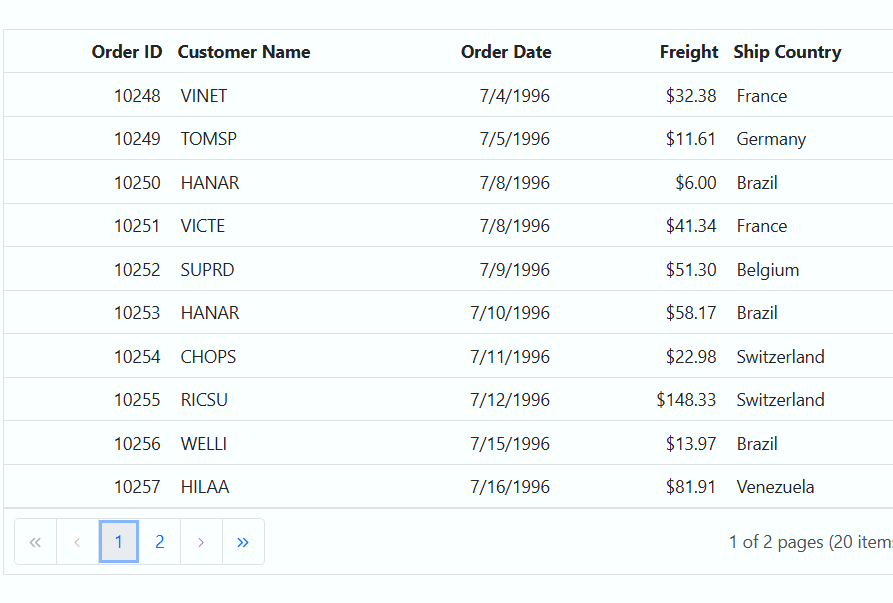 Order ID Customer Name Order Date Freight Ship Country
10248 VINET 7/4/1996 $32.38 France
10249 TOMSP 7/5/1996 $11.61 Germany
10250 HANAR 7/8/1996 $6.00 Brazil
10251 VICTE 7/8/1996 $41.34 France
10252 SUPRD 7/9/1996 $51.30 Belgium
10253 HANAR 7/10/1996 $58.17 Brazil
10254 CHOPS 7/11/1996 $22.98 Switzerland
10255 RICSU 7/12/1996 $148.33 Switzerland
10256 WELLI 7/15/1996 $13.97 Brazil
10257 HILAA 7/16/1996 $81.91 Venezuela
« ‹ 1 2 › » 1 of 2 pages (20 items